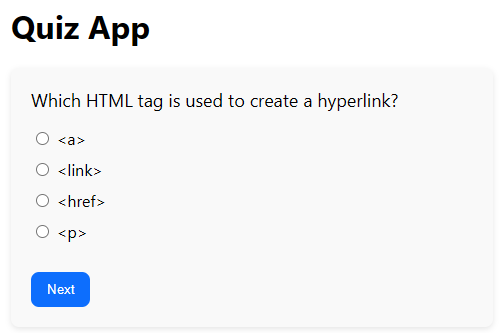 Quiz App
Which HTML tag is used to create a hyperlink?
<a>
<link>
<href>
<p>
Next